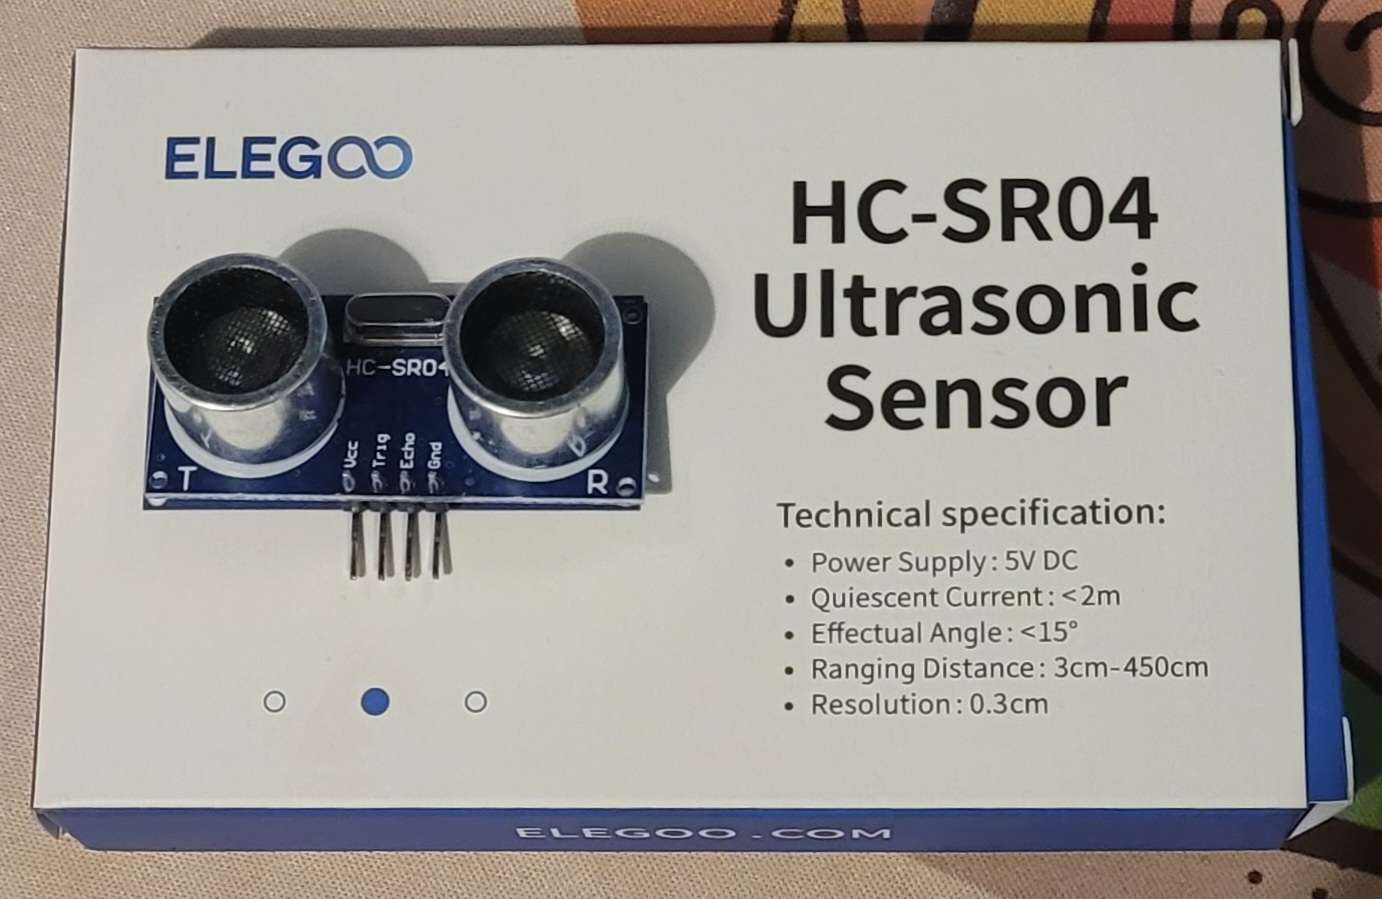 ELEGOO
HC-SR04
Ultrasonic
Sensor
HC-SR04
Vcc
Trig
Echo
Gnd
T
R
Technical specification:
• Power Supply: 5V DC
• Quiescent Current: <2m
• Effectual Angle: <15°
• Ranging Distance: 3cm-450cm
• Resolution: 0.3cm
ELEGOO.COM